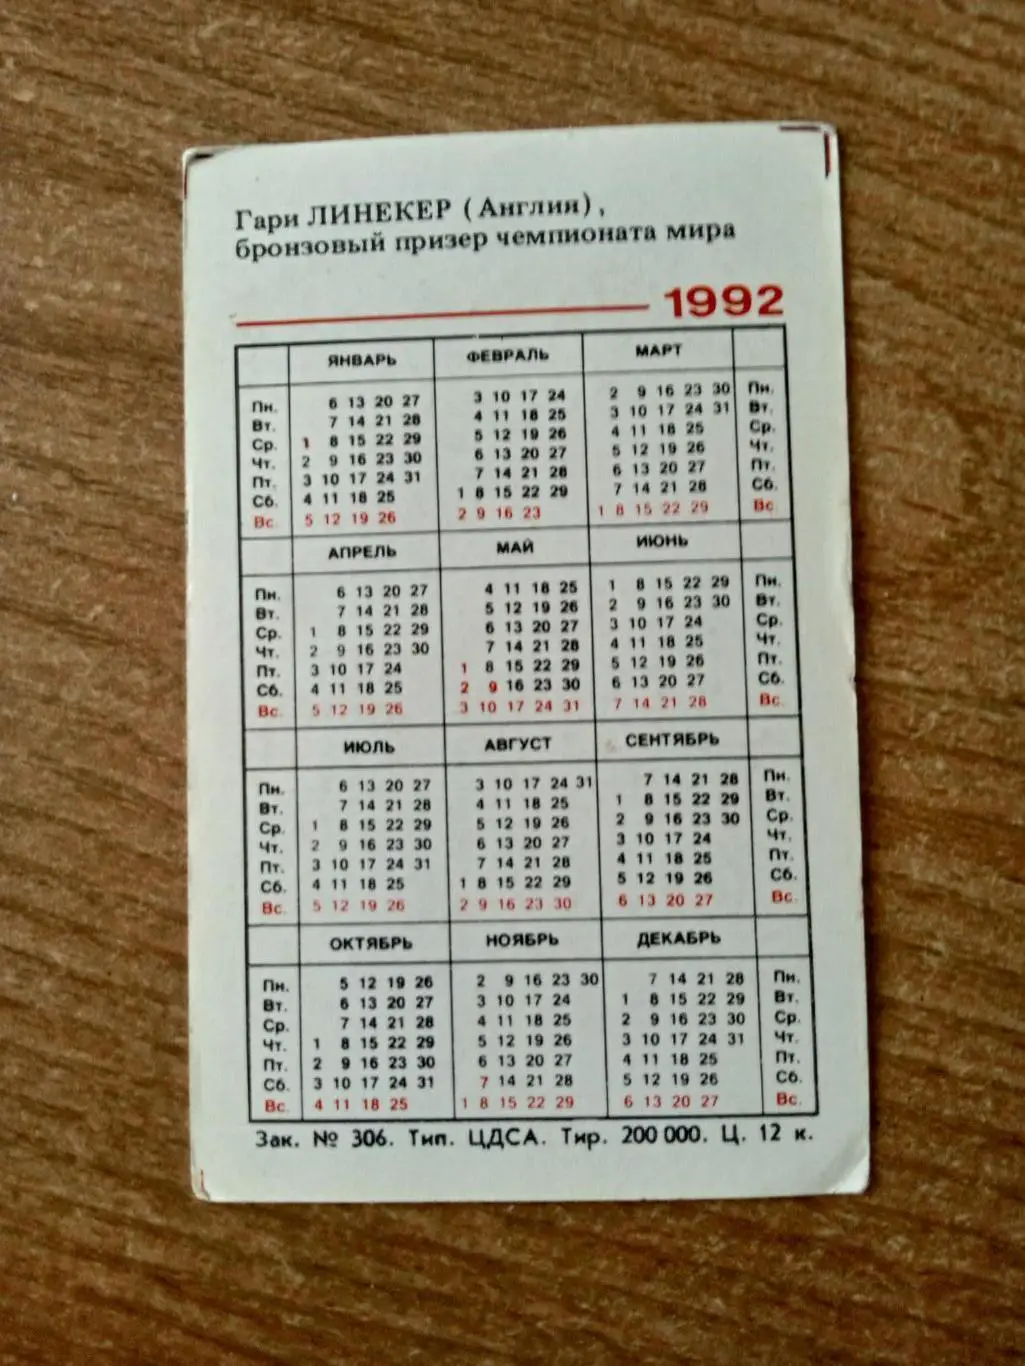 Гари ЛИНЕКЕР (Англия),
бронзовый призер чемпионата мира
1992
ЯНВАРЬ ФЕВРАЛЬ МАРТ
Пн. 6 13 20 27 3 10 17 24 2 9 16 23 30 Пн.
Вт. 7 14 21 28 4 11 18 25 3 10 17 24 31 Вт.
Ср. 1 8 15 22 29 5 12 19 26 4 11 18 25 Ср.
Чт. 2 9 16 23 30 6 13 20 27 5 12 19 26 Чт.
Пт. 3 10 17 24 31 7 14 21 28 6 13 20 27 Пт.
Сб. 4 11 18 25 1 8 15 22 29 7 14 21 28 Сб.
Вс. 5 12 19 26 2 9 16 23 1 8 15 22 29 Вс.
АПРЕЛЬ МАЙ ИЮНЬ
Пн. 6 13 20 27 4 11 18 25 1 8 15 22 29 Пн.
Вт. 7 14 21 28 5 12 19 26 2 9 16 23 30 Вт.
Ср. 1 8 15 22 29 6 13 20 27 3 10 17 24 Ср.
Чт. 2 9 16 23 30 7 14 21 28 4 11 18 25 Чт.
Пт. 3 10 17 24 1 8 15 22 29 5 12 19 26 Пт.
Сб. 4 11 18 25 2 9 16 23 30 6 13 20 27 Сб.
Вс. 5 12 19 26 3 10 17 24 31 7 14 21 28 Вс.
ИЮЛЬ АВГУСТ СЕНТЯБРЬ
Пн. 6 13 20 27 3 10 17 24 31 7 14 21 28 Пн.
Вт. 7 14 21 28 4 11 18 25 1 8 15 22 29 Вт.
Ср. 1 8 15 22 29 5 12 19 26 2 9 16 23 30 Ср.
Чт. 2 9 16 23 30 6 13 20 27 3 10 17 24 Чт.
Пт. 3 10 17 24 31 7 14 21 28 4 11 18 25 Пт.
Сб. 4 11 18 25 1 8 15 22 29 5 12 19 26 Сб.
Вс. 5 12 19 26 2 9 16 23 30 6 13 20 27 Вс.
ОКТЯБРЬ НОЯБРЬ ДЕКАБРЬ
Пн. 5 12 19 26 2 9 16 23 30 7 14 21 28 Пн.
Вт. 6 13 20 27 3 10 17 24 1 8 15 22 29 Вт.
Ср. 7 14 21 28 4 11 18 25 2 9 16 23 30 Ср.
Чт. 1 8 15 22 29 5 12 19 26 3 10 17 24 31 Чт.
Пт. 2 9 16 23 30 6 13 20 27 4 11 18 25 Пт.
Сб. 3 10 17 24 31 7 14 21 28 5 12 19 26 Сб.
Вс. 4 11 18 25 1 8 15 22 29 6 13 20 27 Вс.
Зак. № 306. Тип. ЦДСА. Тир. 200 000. Ц. 12 к.